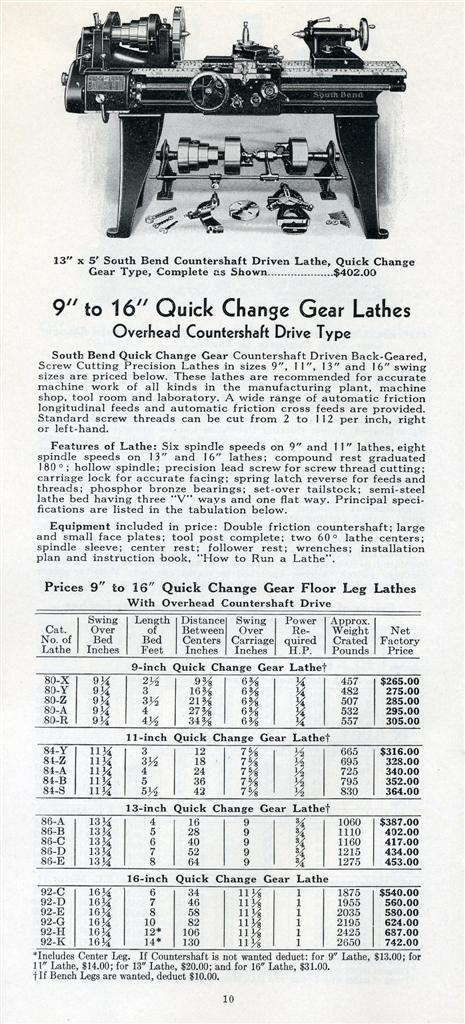 South Bend
13" x 5' South Bend Countershaft Driven Lathe, Quick Change
Gear Type, Complete as Shown....................$402.00
9" to 16" Quick Change Gear Lathes
Overhead Countershaft Drive Type
South Bend Quick Change Gear Countershaft Driven Back-Geared,
Screw Cutting Precision Lathes in sizes 9", 11", 13" and 16" swing
sizes are priced below. These lathes are recommended for accurate
machine work of all kinds in the manufacturing plant, machine
shop, tool room and laboratory. A wide range of automatic friction
longitudinal feeds and automatic friction cross feeds are provided.
Standard screw threads can be cut from 2 to 112 per inch, right
or left-hand.
Features of Lathe: Six spindle speeds on 9" and 11" lathes, eight
spindle speeds on 13" and 16" lathes; compound rest graduated
180°; hollow spindle; precision lead screw for screw thread cutting;
carriage lock for accurate facing; spring latch reverse for feeds and
threads; phosphor bronze bearings; set-over tailstock; semi-steel
lathe bed having three "V" ways and one flat way. Principal speci-
fications are listed in the tabulation below.
Equipment included in price: Double friction countershaft; large
and small face plates; tool post complete; two 60° lathe centers;
spindle sleeve; center rest; follower rest; wrenches; installation
plan and instruction book, "How to Run a Lathe".
Prices 9" to 16" Quick Change Gear Floor Leg Lathes
With Overhead Countershaft Drive
Cat. No. of Lathe | Swing Over Bed Inches | Length of Bed Feet | Distance Between Centers Inches | Swing Over Carriage Inches | Power Re- quired H.P. | Approx. Weight Crated Pounds | Net Factory Price
9-inch Quick Change Gear Lathe†
80-X 9¼ 2½ 9⅜ 6⅜ ¼ 457 $265.00
80-Y 9¼ 3 16⅜ 6⅜ ¼ 482 275.00
80-Z 9¼ 3½ 21⅜ 6⅜ ¼ 507 285.00
80-A 9¼ 4 27⅜ 6⅜ ¼ 532 295.00
80-R 9¼ 4½ 34⅜ 6⅜ ¼ 557 305.00
11-inch Quick Change Gear Lathe†
84-Y 11¼ 3 12 7⅝ ½ 665 $316.00
84-Z 11¼ 3½ 18 7⅝ ½ 695 328.00
84-A 11¼ 4 24 7⅝ ½ 725 340.00
84-B 11¼ 5 36 7⅝ ½ 795 352.00
84-S 11¼ 5½ 42 7⅝ ½ 830 364.00
13-inch Quick Change Gear Lathe†
86-A 13¼ 4 16 9 ¾ 1060 $387.00
86-B 13¼ 5 28 9 ¾ 1110 402.00
86-C 13¼ 6 40 9 ¾ 1160 417.00
86-D 13¼ 7 52 9 ¾ 1215 434.00
86-E 13¼ 8 64 9 ¾ 1275 453.00
16-inch Quick Change Gear Lathe
92-C 16¼ 6 34 11⅛ 1 1875 $540.00
92-D 16¼ 7 46 11⅛ 1 1955 560.00
92-E 16¼ 8 58 11⅛ 1 2035 580.00
92-G 16¼ 10 82 11⅛ 1 2195 624.00
92-H 16¼ 12* 106 11⅛ 1 2425 687.00
92-K 16¼ 14* 130 11⅛ 1 2650 742.00
*Includes Center Leg. If Countershaft is not wanted deduct: for 9" Lathe, $13.00; for
11" Lathe, $14.00; for 13" Lathe, $20.00; and for 16" Lathe, $31.00.
†If Bench Legs are wanted, deduct $10.00.
10